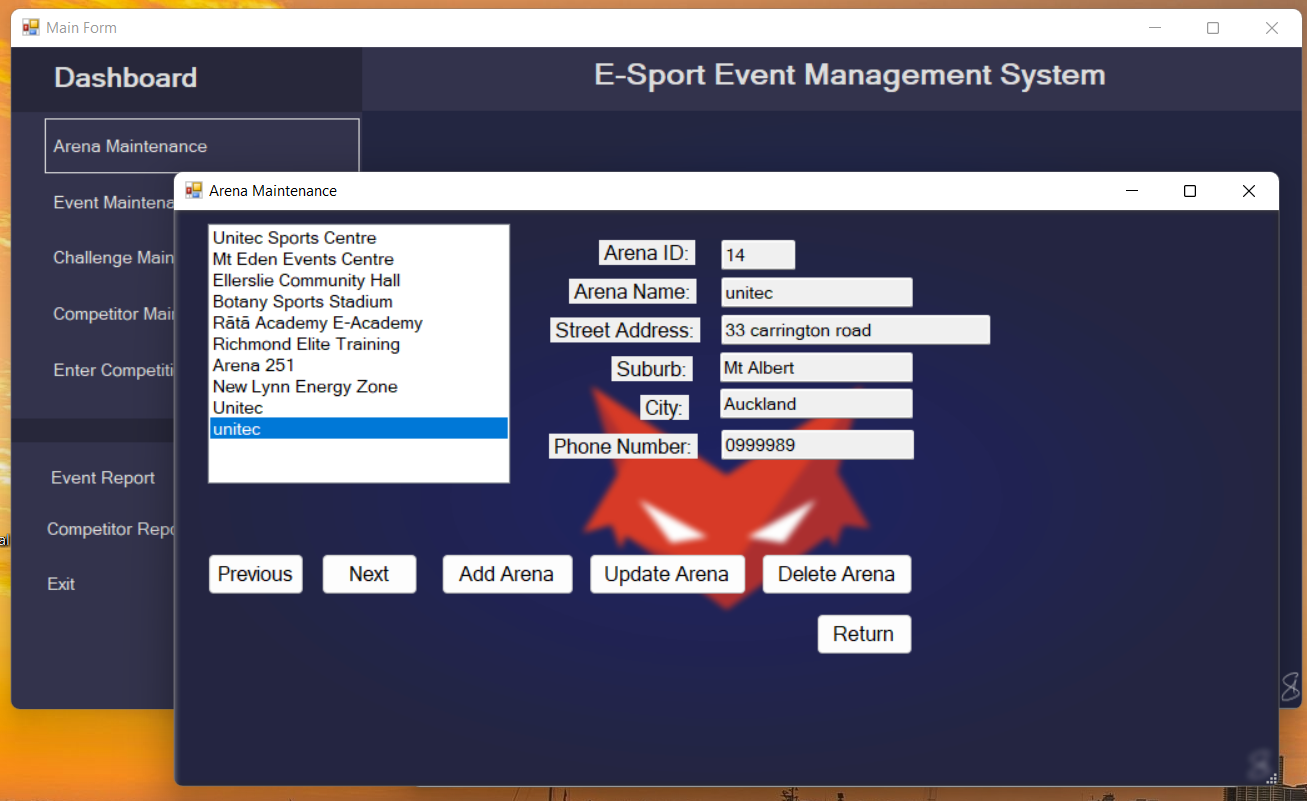 Main Form
Dashboard
E-Sport Event Management System
Arena Maintenance
Event Maintena
Challenge Main
Competitor Mai
Enter Competiti
Event Report
Competitor Repo
Exit
Arena Maintenance
Unitec Sports Centre
Mt Eden Events Centre
Ellerslie Community Hall
Botany Sports Stadium
Rātā Academy E-Academy
Richmond Elite Training
Arena 251
New Lynn Energy Zone
Unitec
unitec
Arena ID: 14
Arena Name: unitec
Street Address: 33 carrington road
Suburb: Mt Albert
City: Auckland
Phone Number: 0999989
Previous Next Add Arena Update Arena Delete Arena
Return